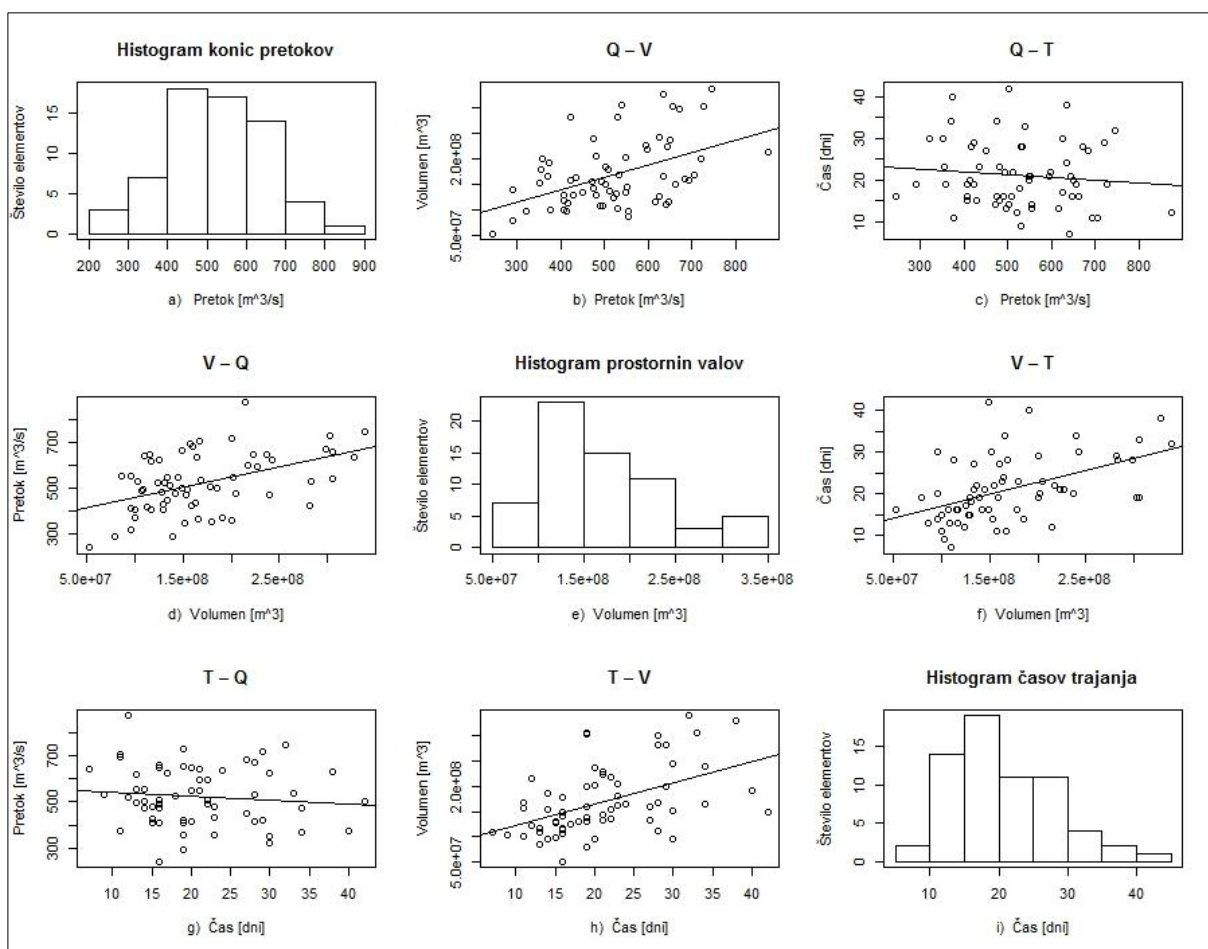 Histogram konic pretokov
Število elementov
0 5 10 15
200 300 400 500 600 700 800 900
a) Pretok [m^3/s]
Q – V
Volumen [m^3]
5.0e+07 2.0e+08
300 400 500 600 700 800
b) Pretok [m^3/s]
Q – T
Čas [dni]
10 20 30 40
300 400 500 600 700 800
c) Pretok [m^3/s]
V – Q
Pretok [m^3/s]
300 500 700
5.0e+07 1.5e+08 2.5e+08
d) Volumen [m^3]
Histogram prostornin valov
Število elementov
0 5 10 15 20
5.0e+07 1.5e+08 2.5e+08 3.5e+08
e) Volumen [m^3]
V – T
Čas [dni]
10 20 30 40
5.0e+07 1.5e+08 2.5e+08
f) Volumen [m^3]
T – Q
Pretok [m^3/s]
300 500 700
10 15 20 25 30 35 40
g) Čas [dni]
T – V
Volumen [m^3]
5.0e+07 2.0e+08
10 15 20 25 30 35 40
h) Čas [dni]
Histogram časov trajanja
Število elementov
0 5 10 15
10 20 30 40
i) Čas [dni]